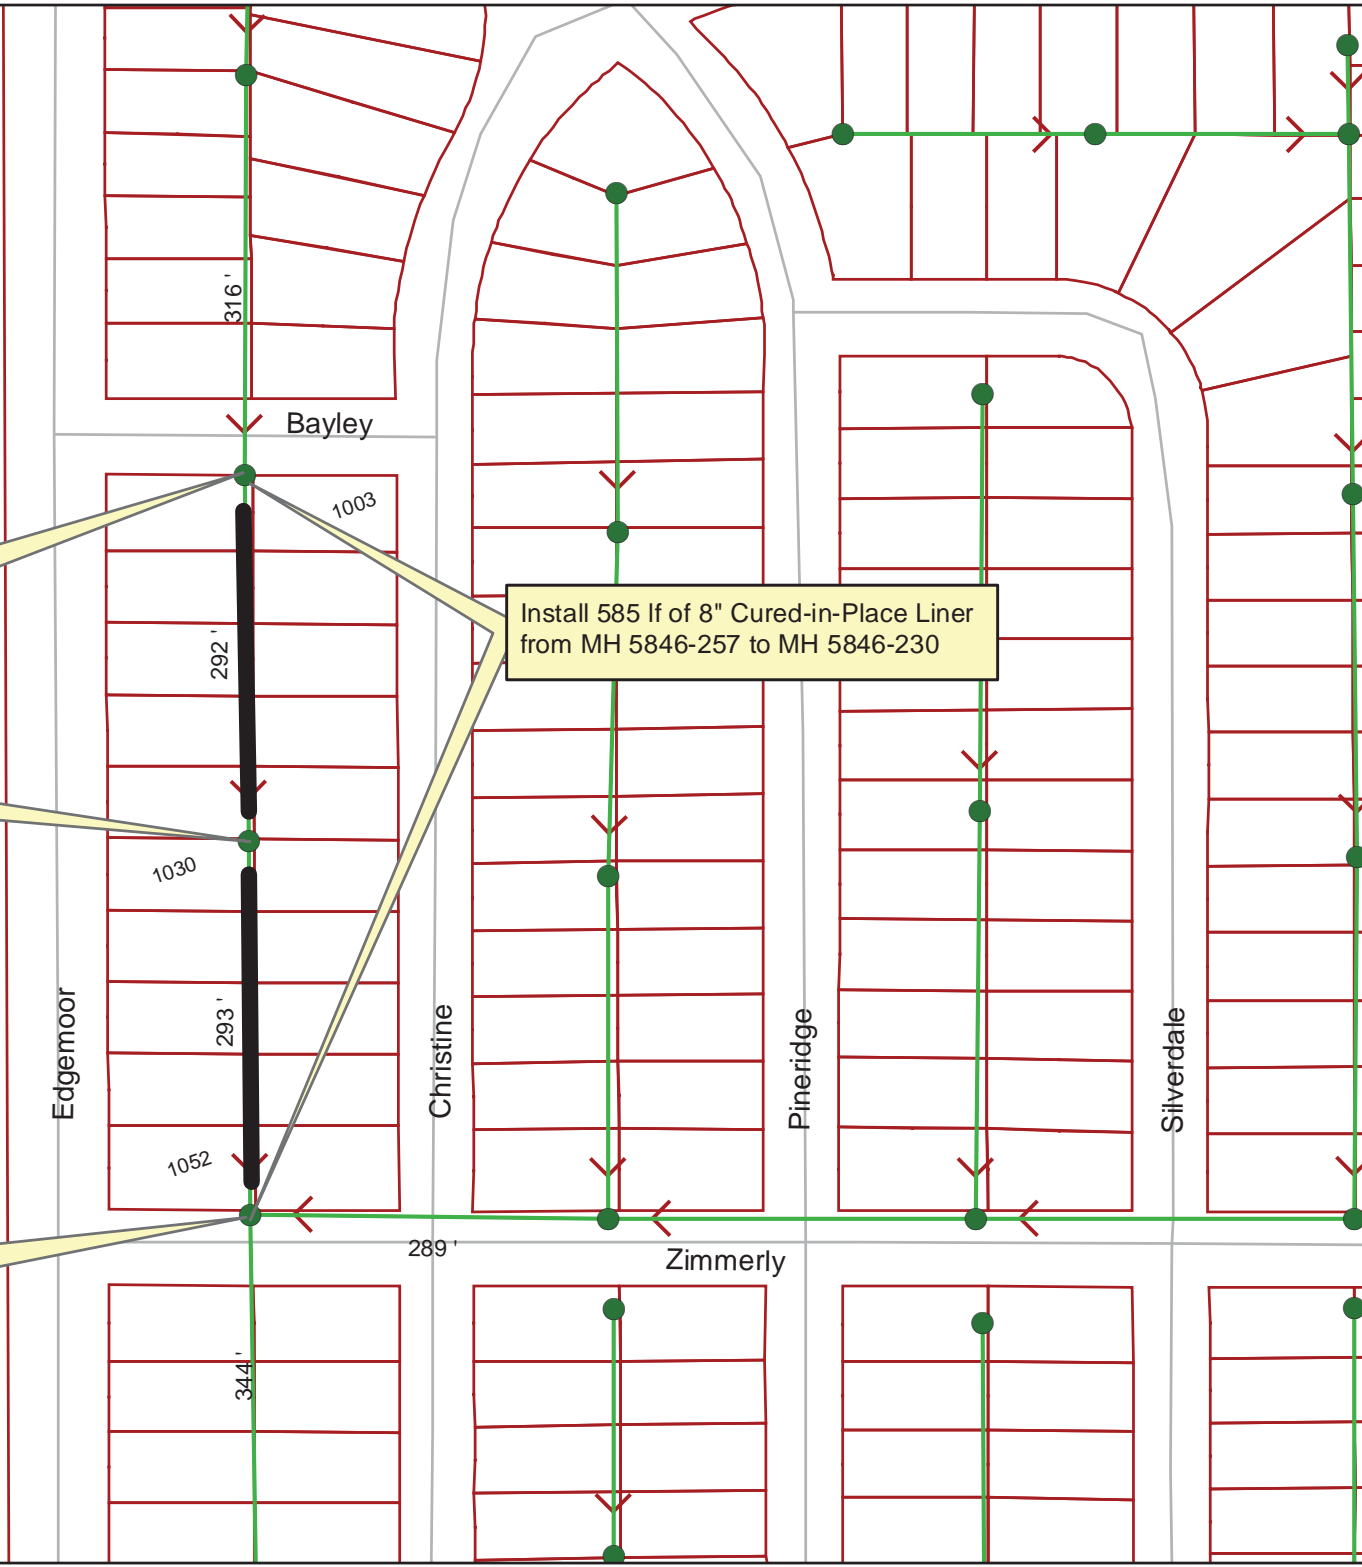 316 '
Bayley
1003
Install 585 lf of 8" Cured-in-Place Liner
from MH 5846-257 to MH 5846-230
292 '
1030
293 '
Edgemoor
Christine
Pineridge
Silverdale
1052
289 '
Zimmerly
344 '